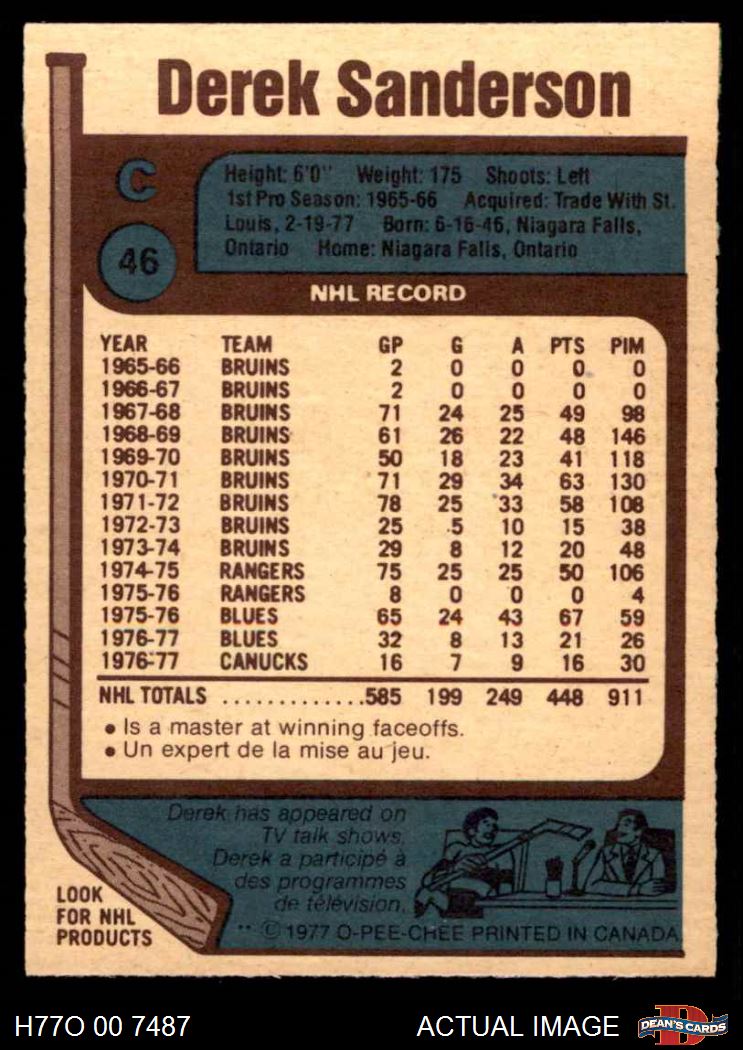 Derek Sanderson
C
46
Height: 6'0" Weight: 175 Shoots: Left
1st Pro Season: 1965-66 Acquired: Trade With St.
Louis, 2-19-77 Born: 6-16-46, Niagara Falls,
Ontario Home: Niagara Falls, Ontario
NHL RECORD
YEAR TEAM GP G A PTS PIM
1965-66 BRUINS 2 0 0 0 0
1966-67 BRUINS 2 0 0 0 0
1967-68 BRUINS 71 24 25 49 98
1968-69 BRUINS 61 26 22 48 146
1969-70 BRUINS 50 18 23 41 118
1970-71 BRUINS 71 29 34 63 130
1971-72 BRUINS 78 25 33 58 108
1972-73 BRUINS 25 5 10 15 38
1973-74 BRUINS 29 8 12 20 48
1974-75 RANGERS 75 25 25 50 106
1975-76 RANGERS 8 0 0 0 4
1975-76 BLUES 65 24 43 67 59
1976-77 BLUES 32 8 13 21 26
1976-77 CANUCKS 16 7 9 16 30
NHL TOTALS .............585 199 249 448 911
• Is a master at winning faceoffs.
• Un expert de la mise au jeu.
Derek has appeared on
TV talk shows.
Derek a participé à
des programmes
de télévision.
LOOK
FOR NHL
PRODUCTS
** © 1977 O-PEE-CHEE PRINTED IN CANADA
H77O 00 7487 ACTUAL IMAGE
DEAN'S CARDS